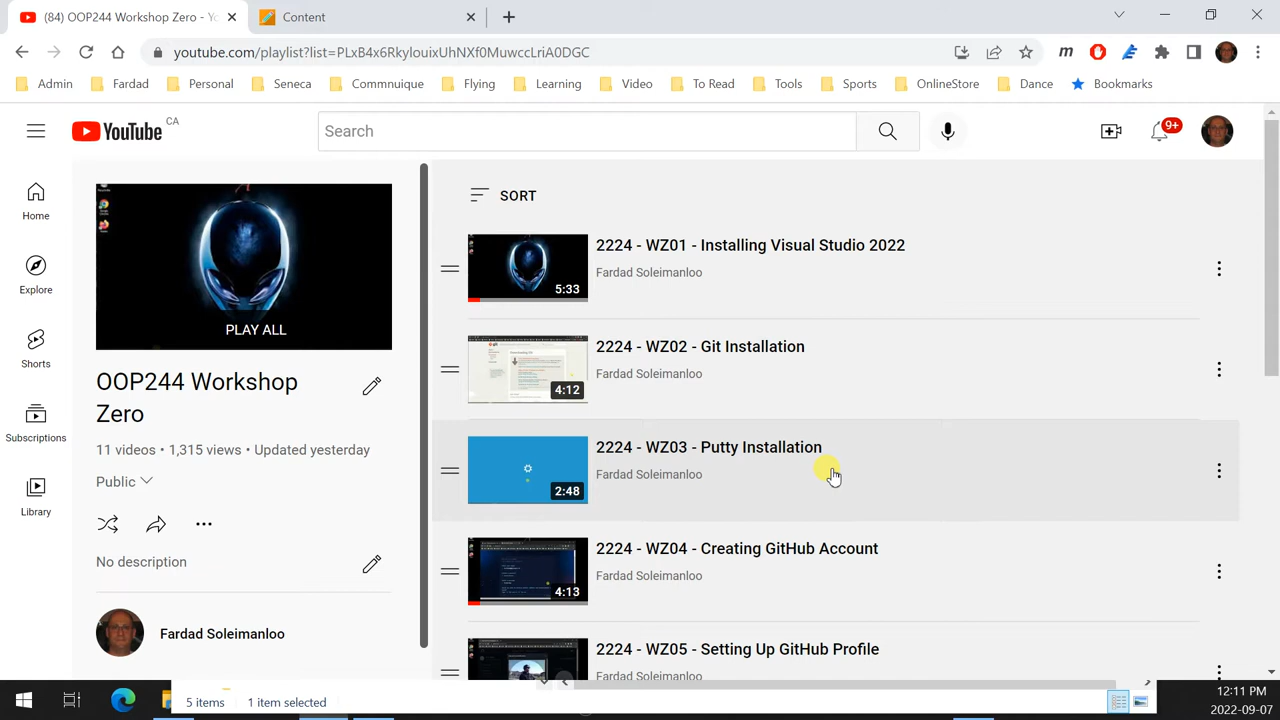 (84) OOP244 Workshop Zero - Yo
Content
youtube.com/playlist?list=PLxB4x6RkylouixUhNXf0MuwccLriA0DGC
Admin
Fardad
Personal
Seneca
Commuique
Flying
Learning
Video
To Read
Tools
Sports
OnlineStore
Dance
Bookmarks
YouTube CA
Search
9+
Home
Explore
Shorts
Subscriptions
Library
PLAY ALL
OOP244 Workshop
Zero
11 videos • 1,315 views • Updated yesterday
Public
No description
Fardad Soleimanloo
SORT
2224 - WZ01 - Installing Visual Studio 2022
Fardad Soleimanloo
5:33
2224 - WZ02 - Git Installation
Fardad Soleimanloo
4:12
2224 - WZ03 - Putty Installation
Fardad Soleimanloo
2:48
2224 - WZ04 - Creating GitHub Account
Fardad Soleimanloo
4:13
2224 - WZ05 - Setting Up GitHub Profile
Fardad Soleimanloo
5 items
1 item selected
12:11 PM
2022-09-07